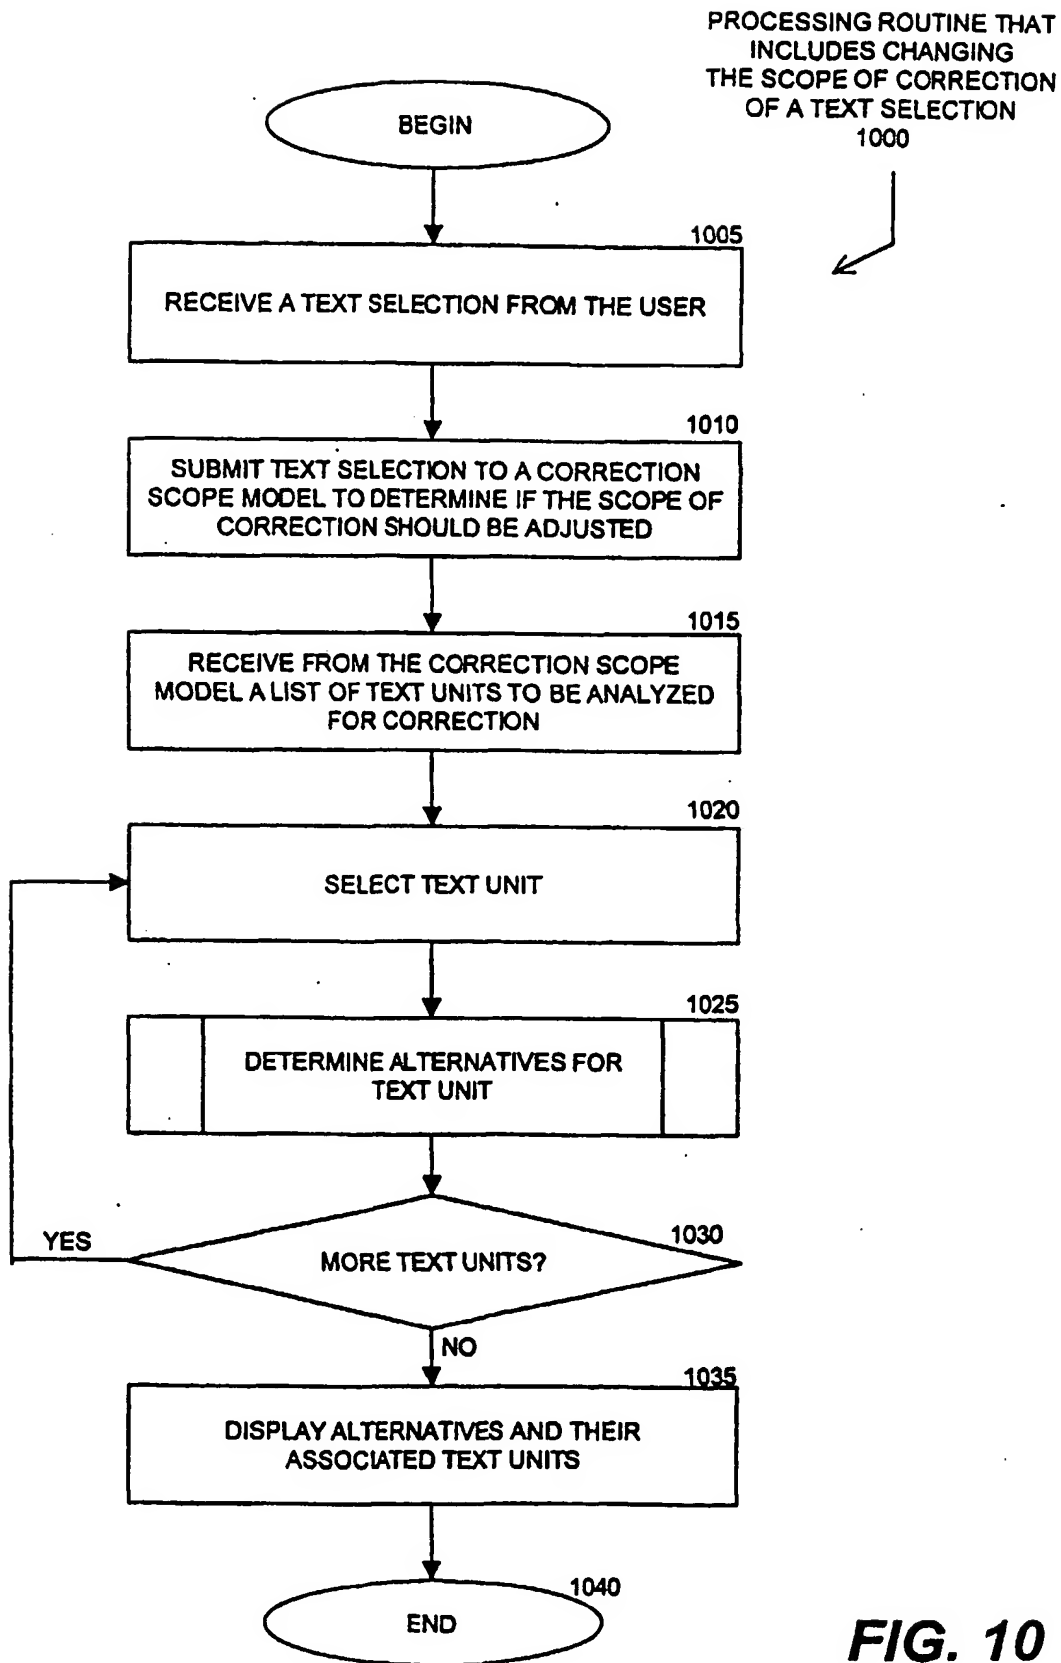 PROCESSING ROUTINE THAT
INCLUDES CHANGING
THE SCOPE OF CORRECTION
OF A TEXT SELECTION
1000
BEGIN
1005
RECEIVE A TEXT SELECTION FROM THE USER
1010
SUBMIT TEXT SELECTION TO A CORRECTION
SCOPE MODEL TO DETERMINE IF THE SCOPE OF
CORRECTION SHOULD BE ADJUSTED
1015
RECEIVE FROM THE CORRECTION SCOPE
MODEL A LIST OF TEXT UNITS TO BE ANALYZED
FOR CORRECTION
1020
SELECT TEXT UNIT
1025
DETERMINE ALTERNATIVES FOR
TEXT UNIT
YES
1030
MORE TEXT UNITS?
NO
1035
DISPLAY ALTERNATIVES AND THEIR
ASSOCIATED TEXT UNITS
1040
END
FIG. 10